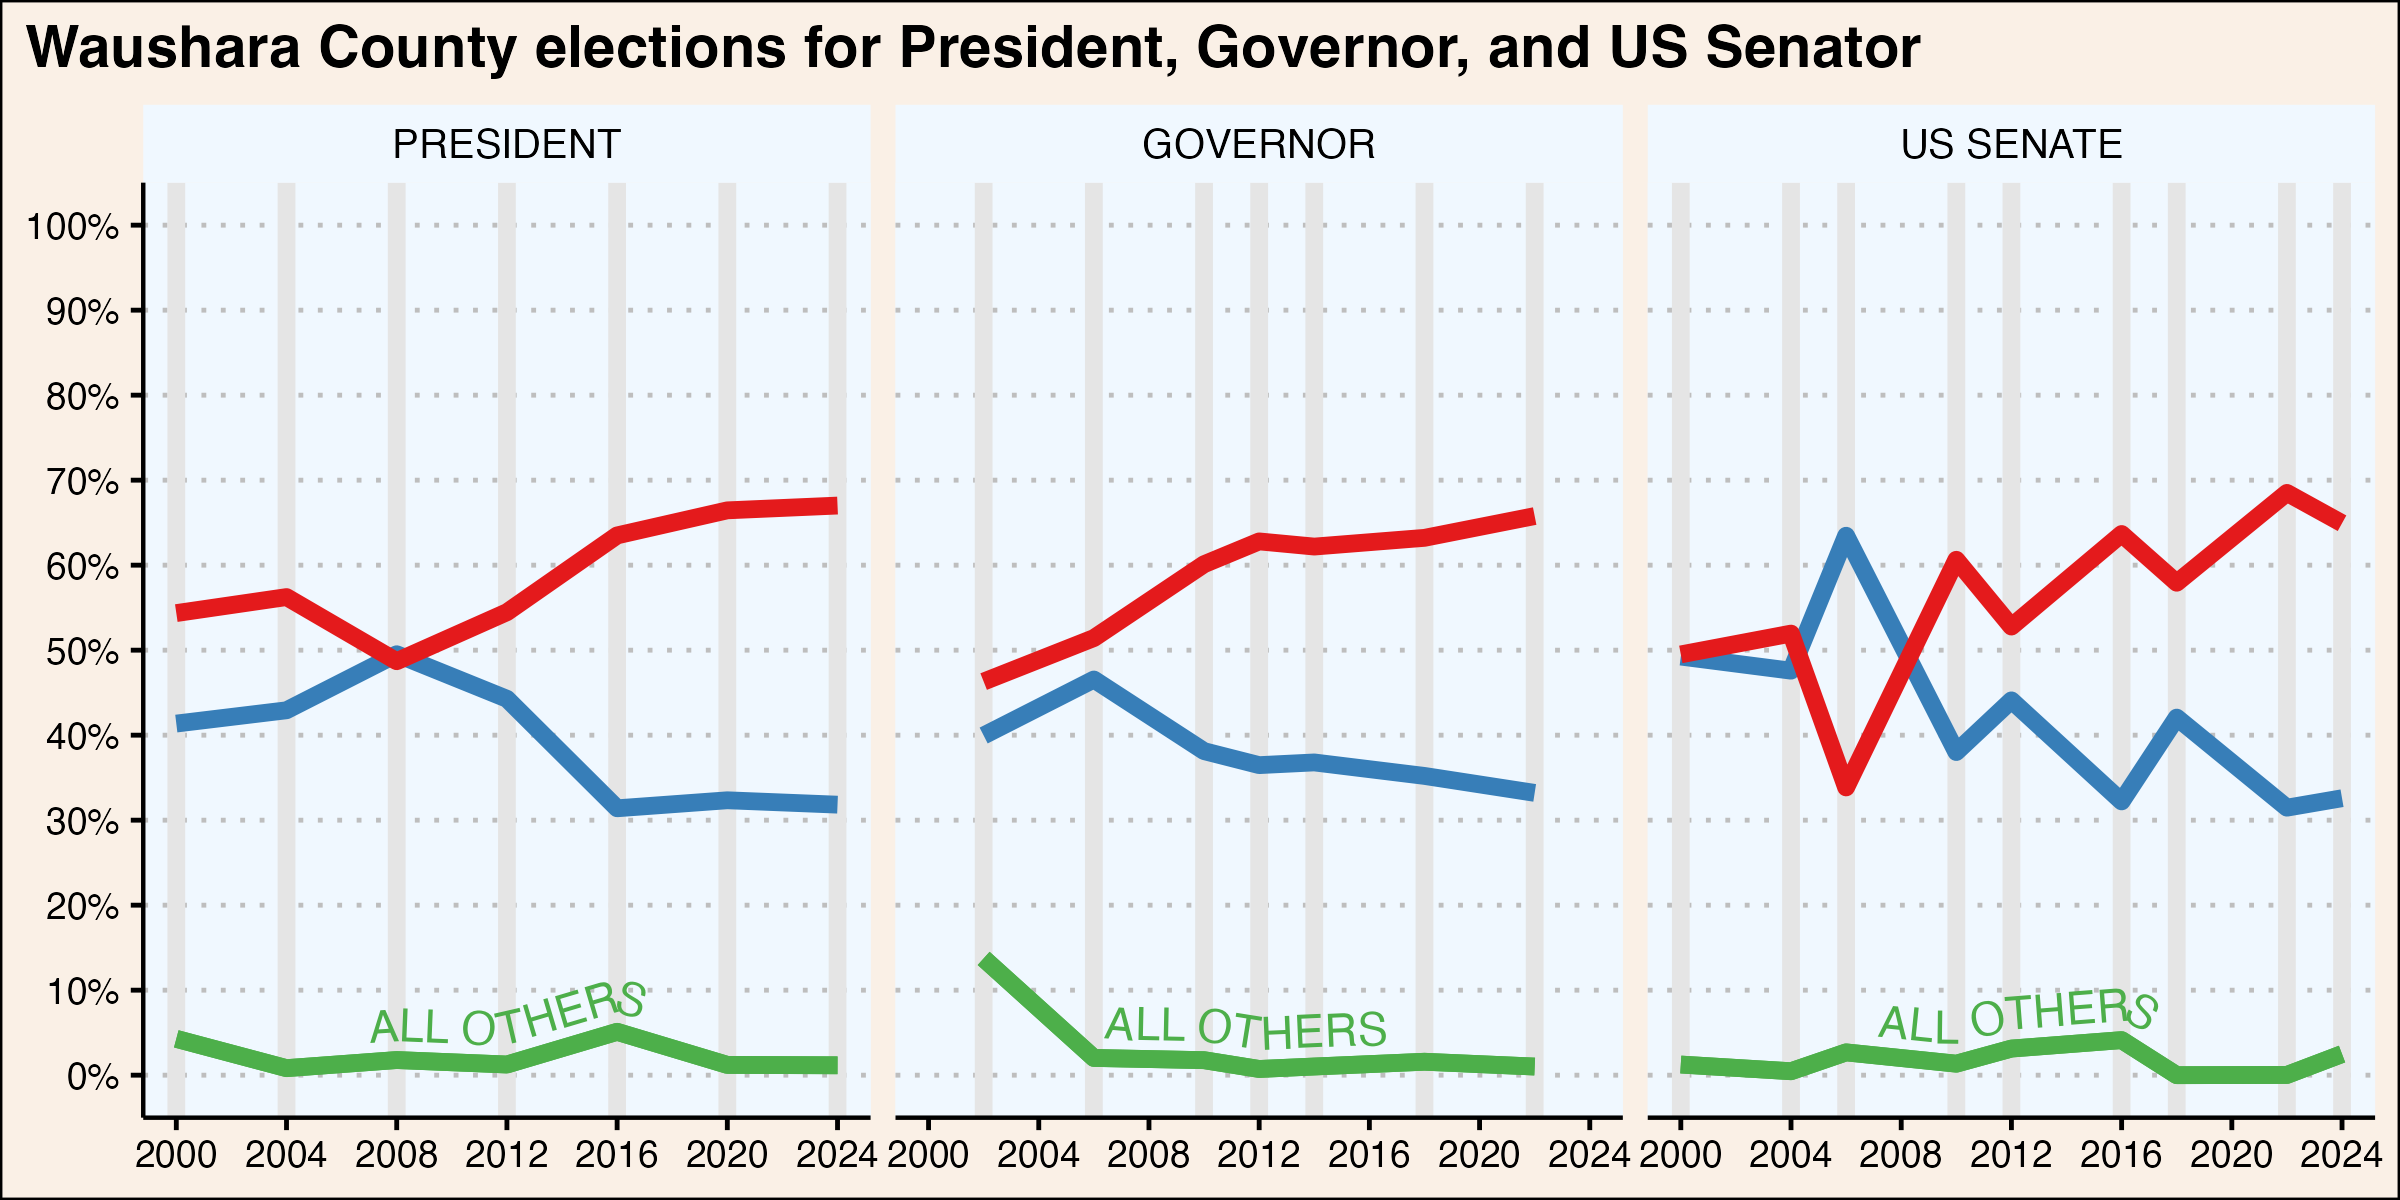 Waushara County elections for President, Governor, and US Senator
PRESIDENT
GOVERNOR
US SENATE
100%
90%
80%
70%
60%
50%
40%
30%
20%
10%
0%
ALL OTHERS
ALL OTHERS
ALL OTHERS
2000 2004 2008 2012 2016 2020 2024
2000 2004 2008 2012 2016 2020 2024
2000 2004 2008 2012 2016 2020 2024